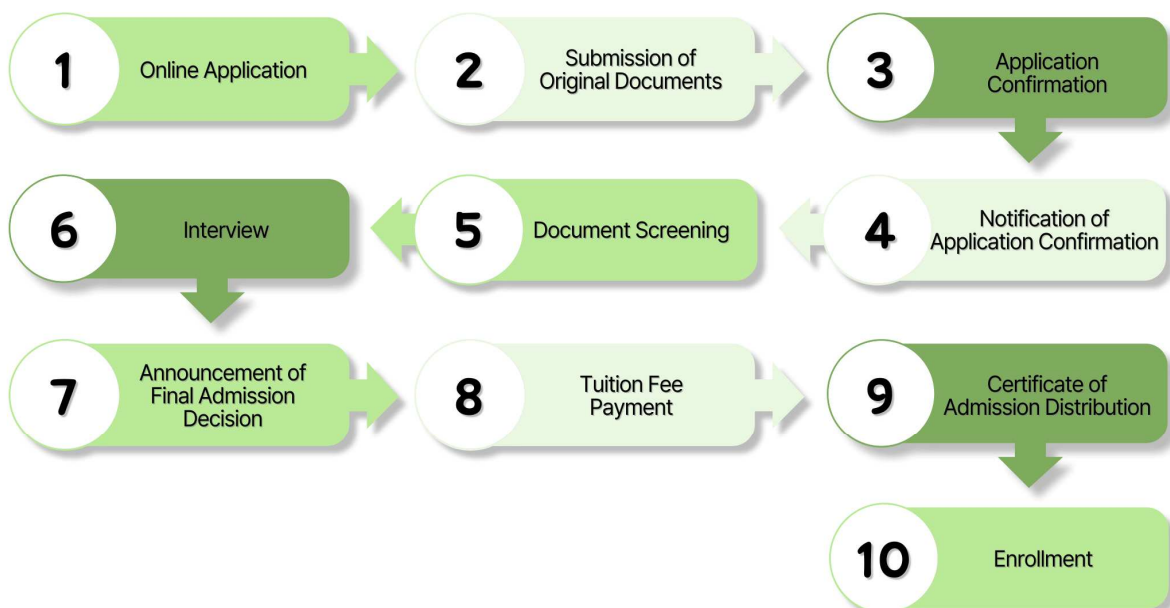 1
Online Application
2
Submission of
Original Documents
3
Application
Confirmation
4
Notification of
Application Confirmation
5
Document Screening
6
Interview
7
Announcement of
Final Admission
Decision
8
Tuition Fee
Payment
9
Certificate of
Admission Distribution
10
Enrollment